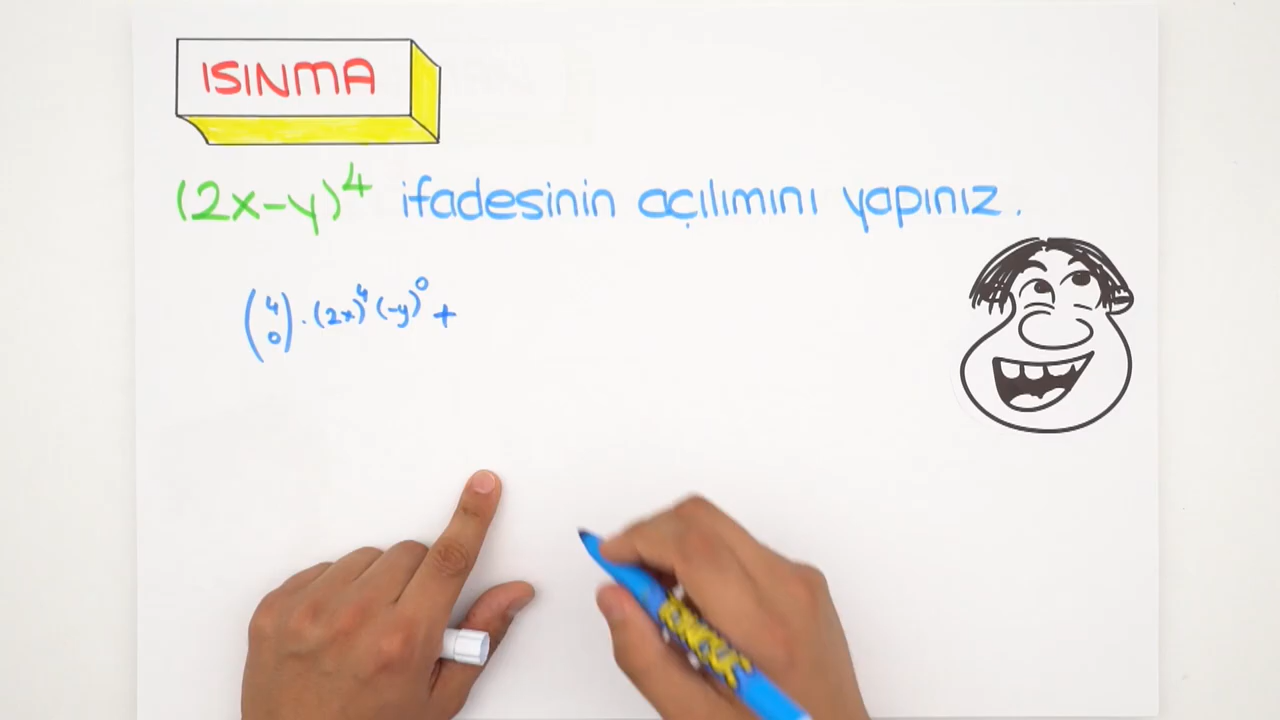 ISINMA
(2x-y)⁴ ifadesinin açılımını yapınız.
(4 0) . (2x)⁴ (-y)⁰ +